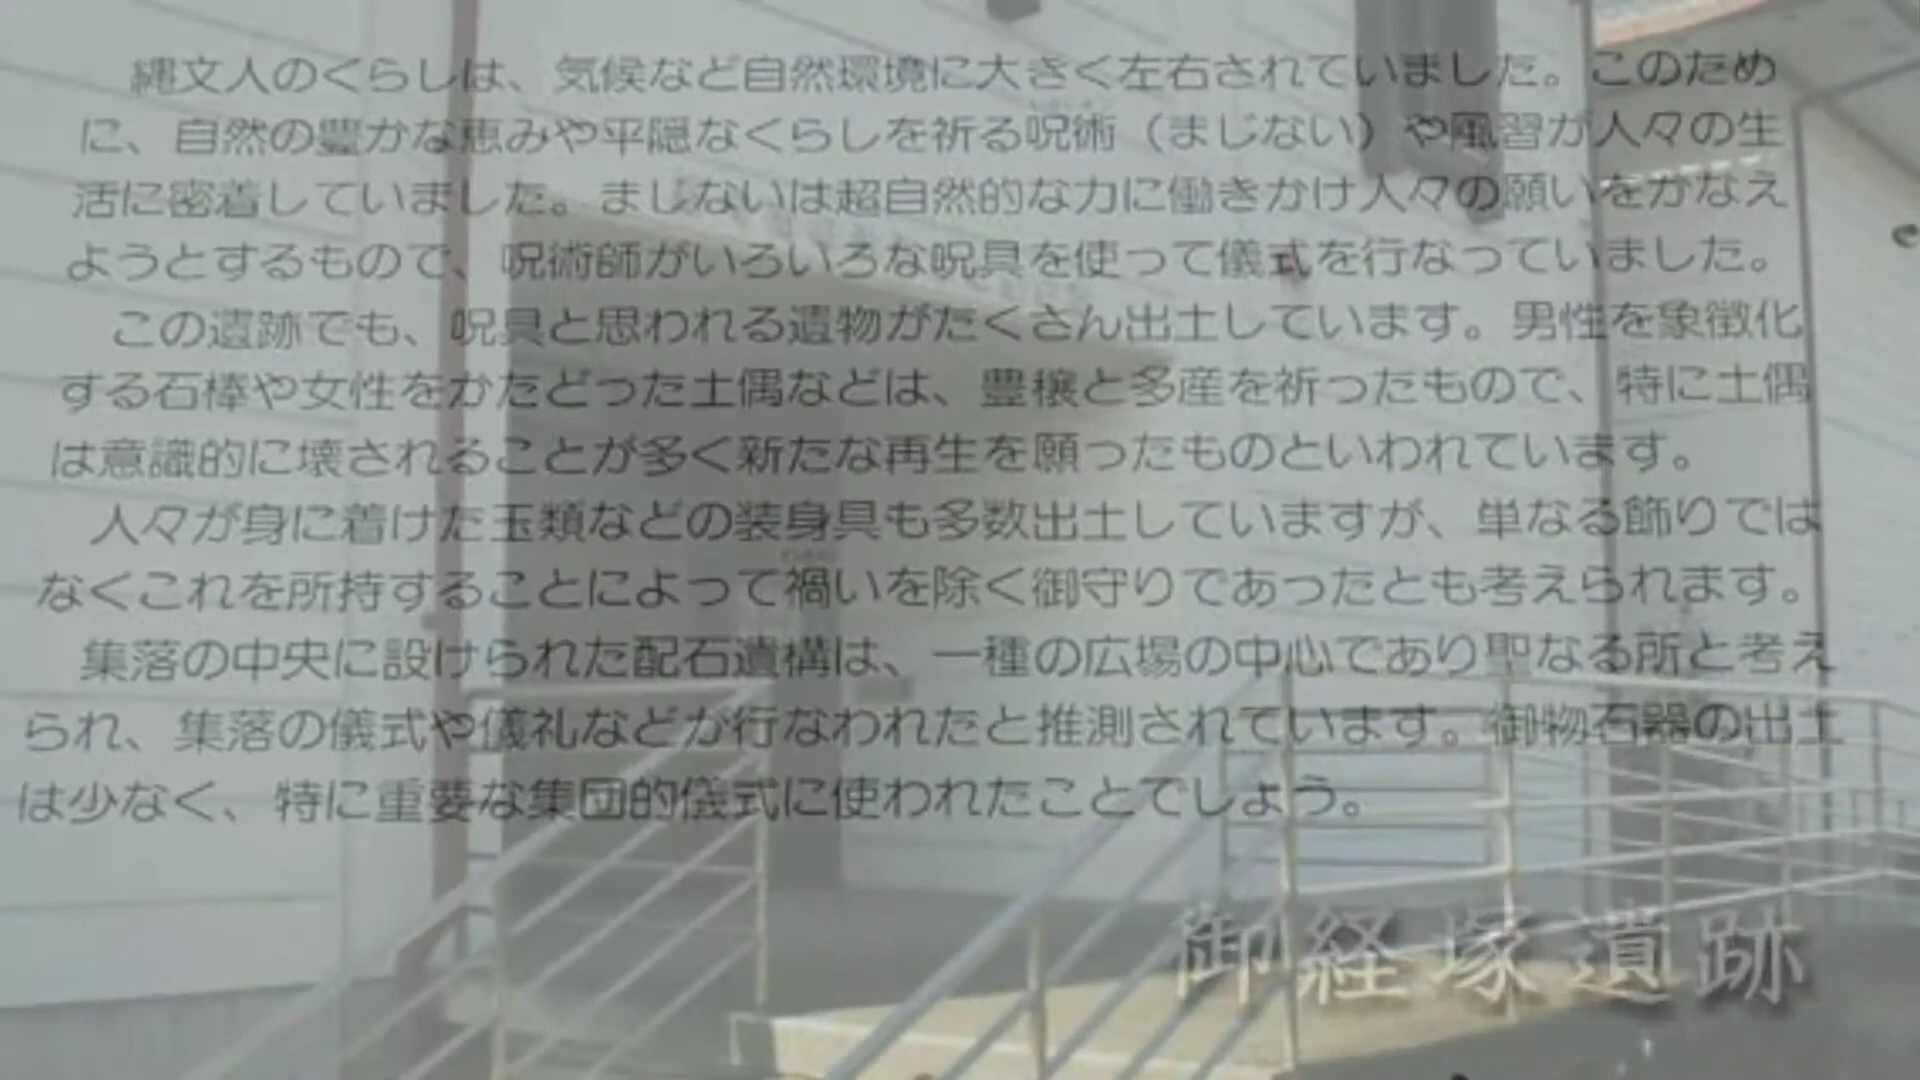 縄文人のくらしは、気候など自然環境に大きく左右されていました。このため
に、自然の豊かな恵みや平隠なくらしを祈る呪術（まじない）や風習が人々の生
活に密着していました。まじないは超自然的な力に働きかけ人々の願いをかなえ
ようとするもので、呪術師がいろいろな呪具を使って儀式を行なっていました。
この遺跡でも、呪具と思われる遺物がたくさん出土しています。男性を象徴化
する石棒や女性をかたどった土偶などは、豊穣と多産を祈ったもので、特に土偶
は意識的に壊されることが多く新たな再生を願ったものといわれています。
人々が身に着けた玉類などの装身具も多数出土していますが、単なる飾りでは
なくこれを所持することによって禍いを除く御守りであったとも考えられます。
集落の中央に設けられた配石遺構は、一種の広場の中心であり聖なる所と考え
られ、集落の儀式や儀礼などが行なわれたと推測されています。御物石器の出土
は少なく、特に重要な集団的儀式に使われたことでしょう。
御経塚遺跡